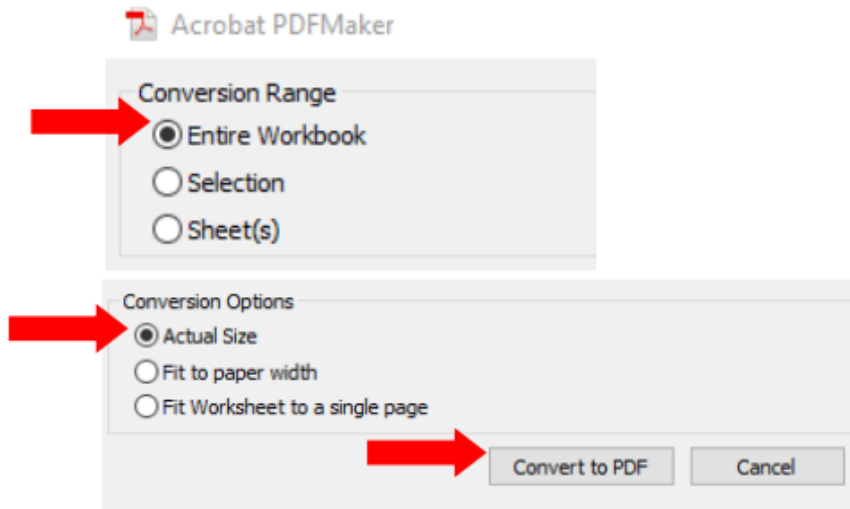 Acrobat PDFMaker
Conversion Range
Entire Workbook
Selection
Sheet(s)
Conversion Options
Actual Size
Fit to paper width
Fit Worksheet to a single page
Convert to PDF Cancel